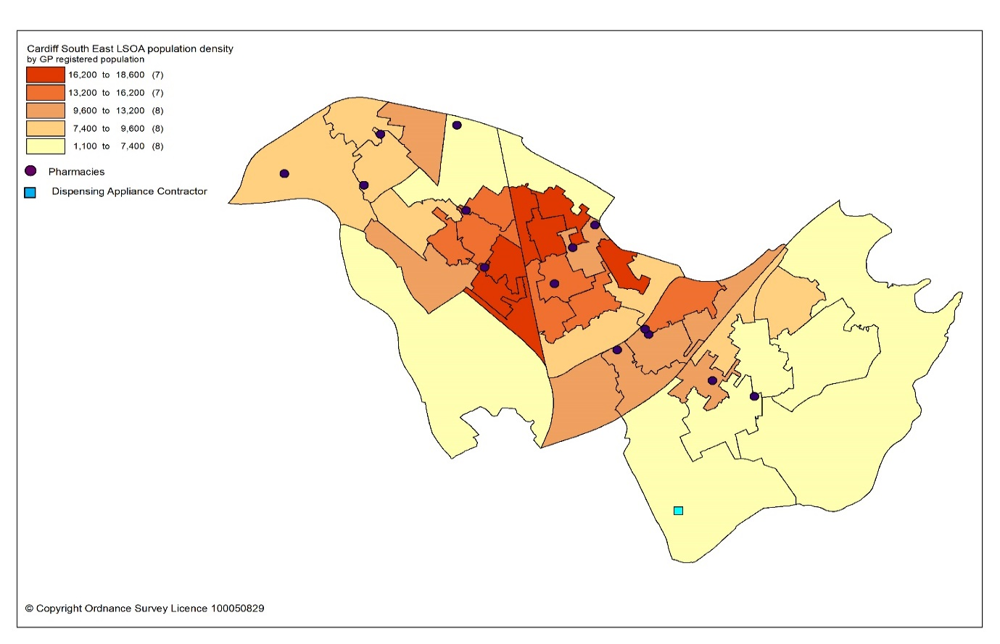 Cardiff South East LSOA population density
by GP registered population
16,200 to 18,600 (7)
13,200 to 16,200 (7)
9,600 to 13,200 (8)
7,400 to 9,600 (8)
1,100 to 7,400 (8)
Pharmacies
Dispensing Appliance Contractor
© Copyright Ordnance Survey Licence 100050829